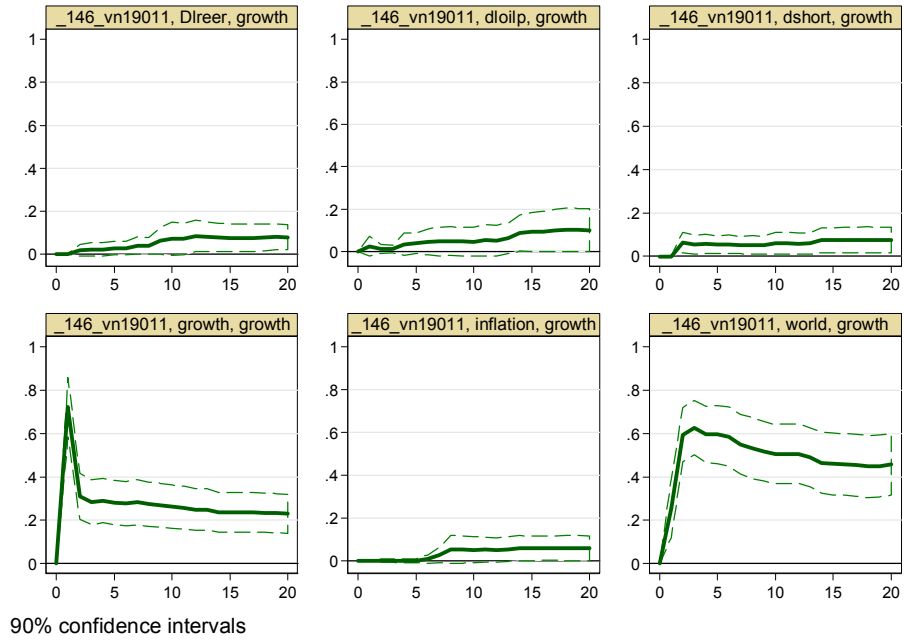 _146_vn19011, Dlreer, growth
_146_vn19011, dloilp, growth
_146_vn19011, dshort, growth
1
.8
.6
.4
.2
0
0 5 10 15 20
1
.8
.6
.4
.2
0
0 5 10 15 20
1
.8
.6
.4
.2
0
0 5 10 15 20
_146_vn19011, growth, growth
_146_vn19011, inflation, growth
_146_vn19011, world, growth
1
.8
.6
.4
.2
0
0 5 10 15 20
1
.8
.6
.4
.2
0
0 5 10 15 20
1
.8
.6
.4
.2
0
0 5 10 15 20
90% confidence intervals